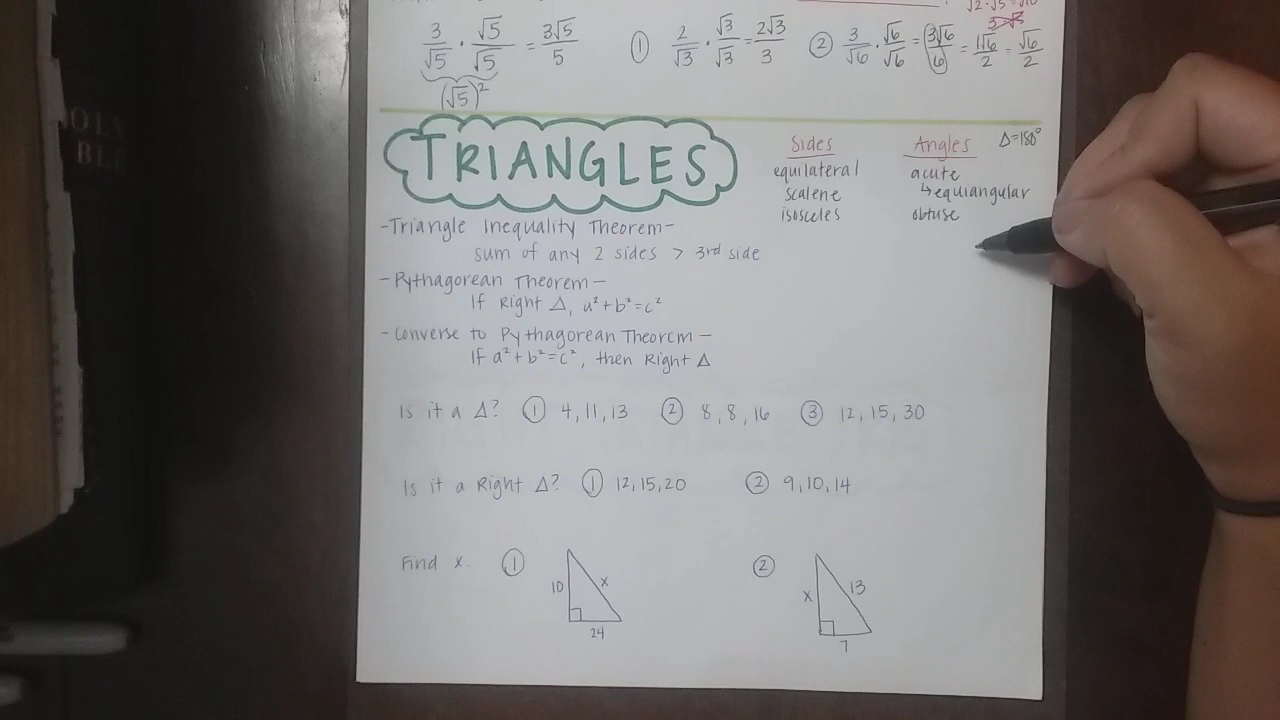 √2·√5=√10
3√5
3/√5 · √5/√5 = 3√5/5
(√5)²
① 2/√3 · √3/√3 = 2√3/3
② 3/√6 · √6/√6 = 3√6/6 = 1√6/2 = √6/2
TRIANGLES
Sides
equilateral
scalene
isosceles
Angles
Δ=180°
acute
↳equiangular
obtuse
-Triangle Inequality Theorem-
sum of any 2 sides > 3rd side
-Pythagorean Theorem-
If Right Δ, a²+b²=c²
-Converse to Pythagorean Theorem-
If a²+b²=c², then Right Δ
Is it a Δ? ① 4, 11, 13 ② 8, 8, 16 ③ 12, 15, 30
Is it a Right Δ? ① 12, 15, 20 ② 9, 10, 14
Find x. ① ②
10 x
24
x 13
7